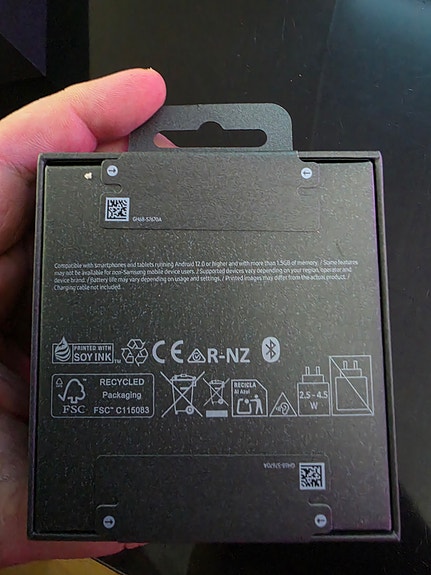 GH68-57670A
Compatible with smartphones and tablets running Android 12.0 or higher and with more than 1.5GB of memory. / Some features
may not be available for non-Samsung mobile device users. / Supported devices vary depending on your region, operator and
device brand. / Battery life may vary depending on usage and settings. / Printed images may differ from the actual product. /
Charging cable not included.
PRINTED WITH
SOY INK™
CE
R-NZ
FSC
RECYCLED
Packaging
FSC™ C115083
RECICLA
Al Azul
2.5 - 4.5
W
GH68-57670A